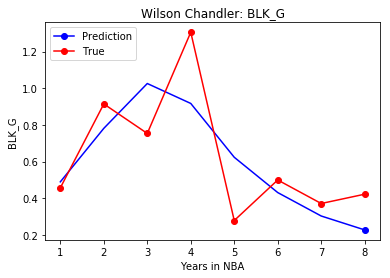 Wilson Chandler: BLK_G
Prediction
True
BLK_G
1.2
1.0
0.8
0.6
0.4
0.2
1 2 3 4 5 6 7 8
Years in NBA